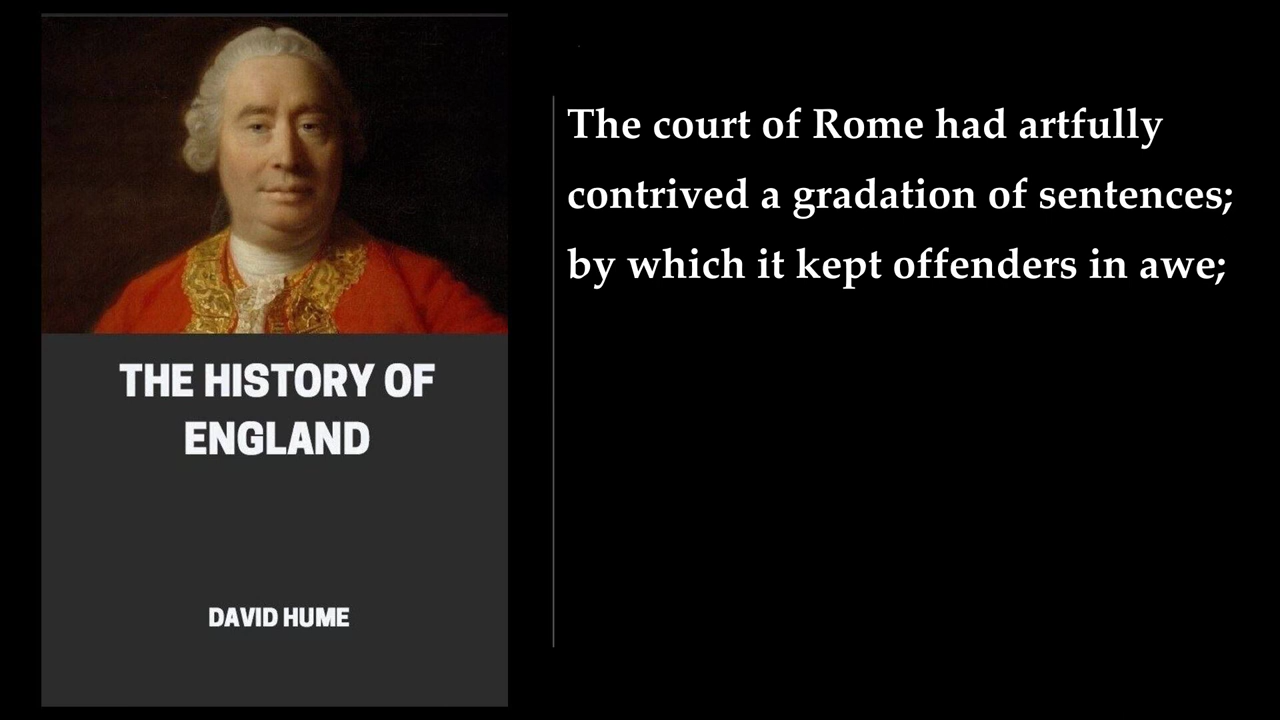 The court of Rome had artfully
contrived a gradation of sentences;
by which it kept offenders in awe;
THE HISTORY OF
ENGLAND
DAVID HUME